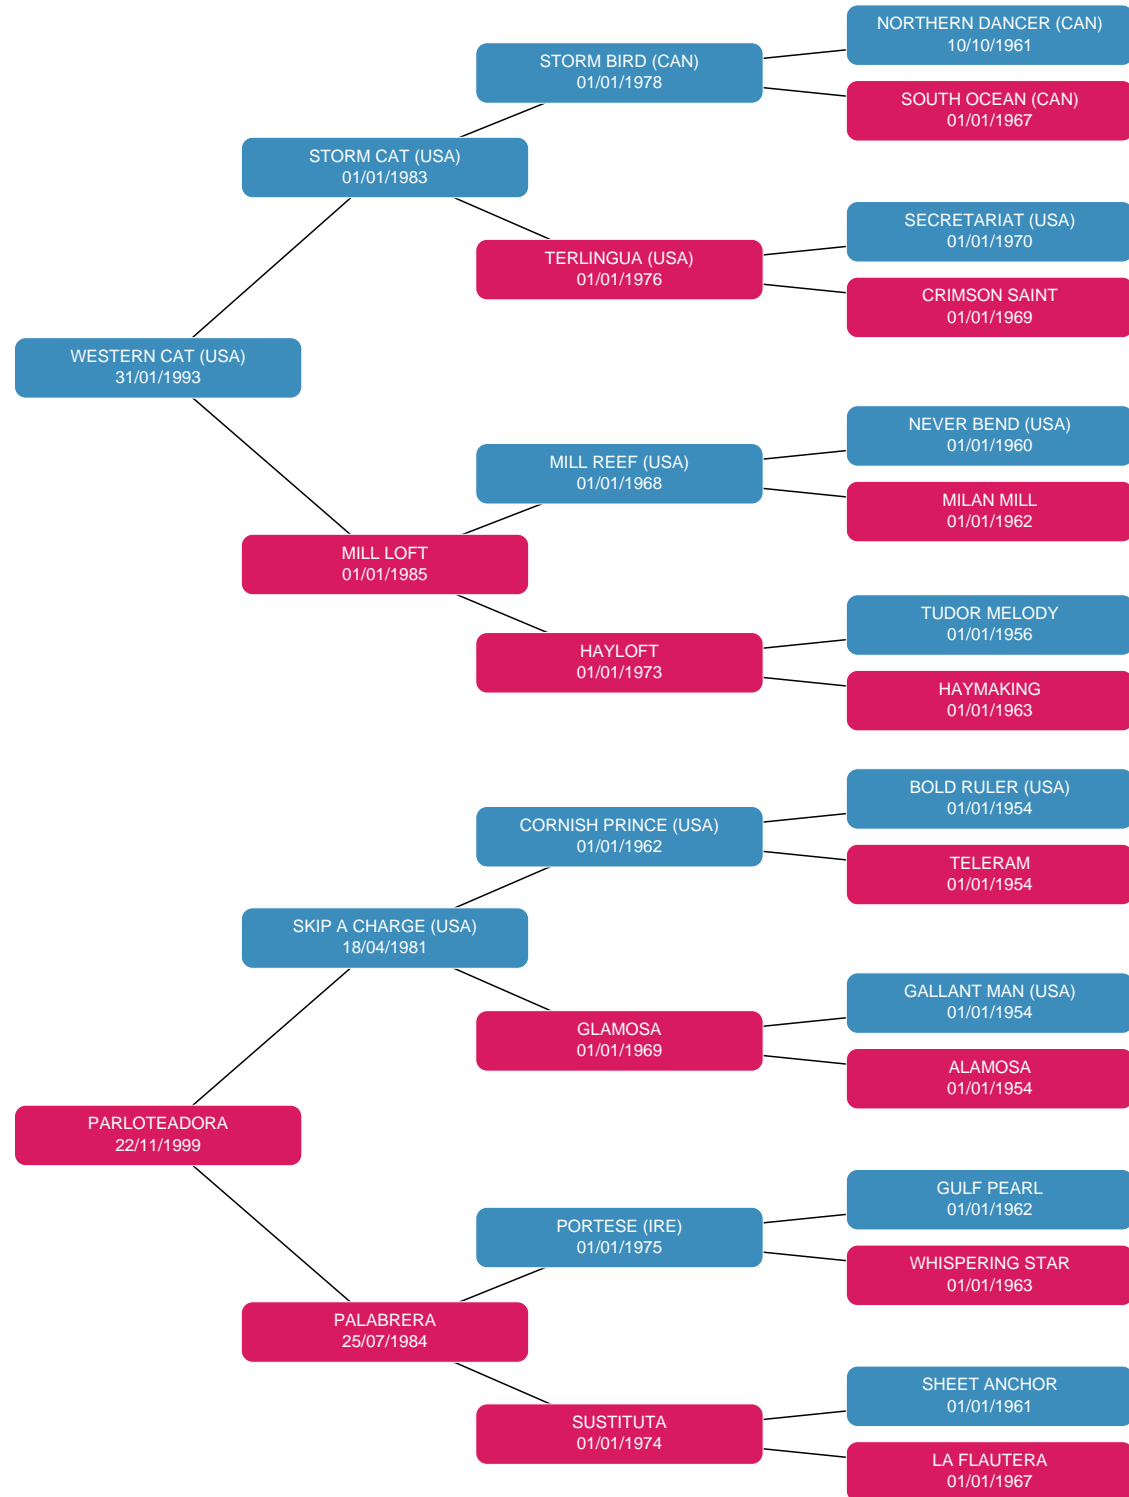 NORTHERN DANCER (CAN)
10/10/1961
STORM BIRD (CAN)
01/01/1978
SOUTH OCEAN (CAN)
01/01/1967
STORM CAT (USA)
01/01/1983
SECRETARIAT (USA)
01/01/1970
TERLINGUA (USA)
01/01/1976
CRIMSON SAINT
01/01/1969
WESTERN CAT (USA)
31/01/1993
NEVER BEND (USA)
01/01/1960
MILL REEF (USA)
01/01/1968
MILAN MILL
01/01/1962
MILL LOFT
01/01/1985
TUDOR MELODY
01/01/1956
HAYLOFT
01/01/1973
HAYMAKING
01/01/1963
BOLD RULER (USA)
01/01/1954
CORNISH PRINCE (USA)
01/01/1962
TELERAM
01/01/1954
SKIP A CHARGE (USA)
18/04/1981
GALLANT MAN (USA)
01/01/1954
GLAMOSA
01/01/1969
ALAMOSA
01/01/1954
PARLOTEADORA
22/11/1999
GULF PEARL
01/01/1962
PORTESE (IRE)
01/01/1975
WHISPERING STAR
01/01/1963
PALABRERA
25/07/1984
SHEET ANCHOR
01/01/1961
SUSTITUTA
01/01/1974
LA FLAUTERA
01/01/1967